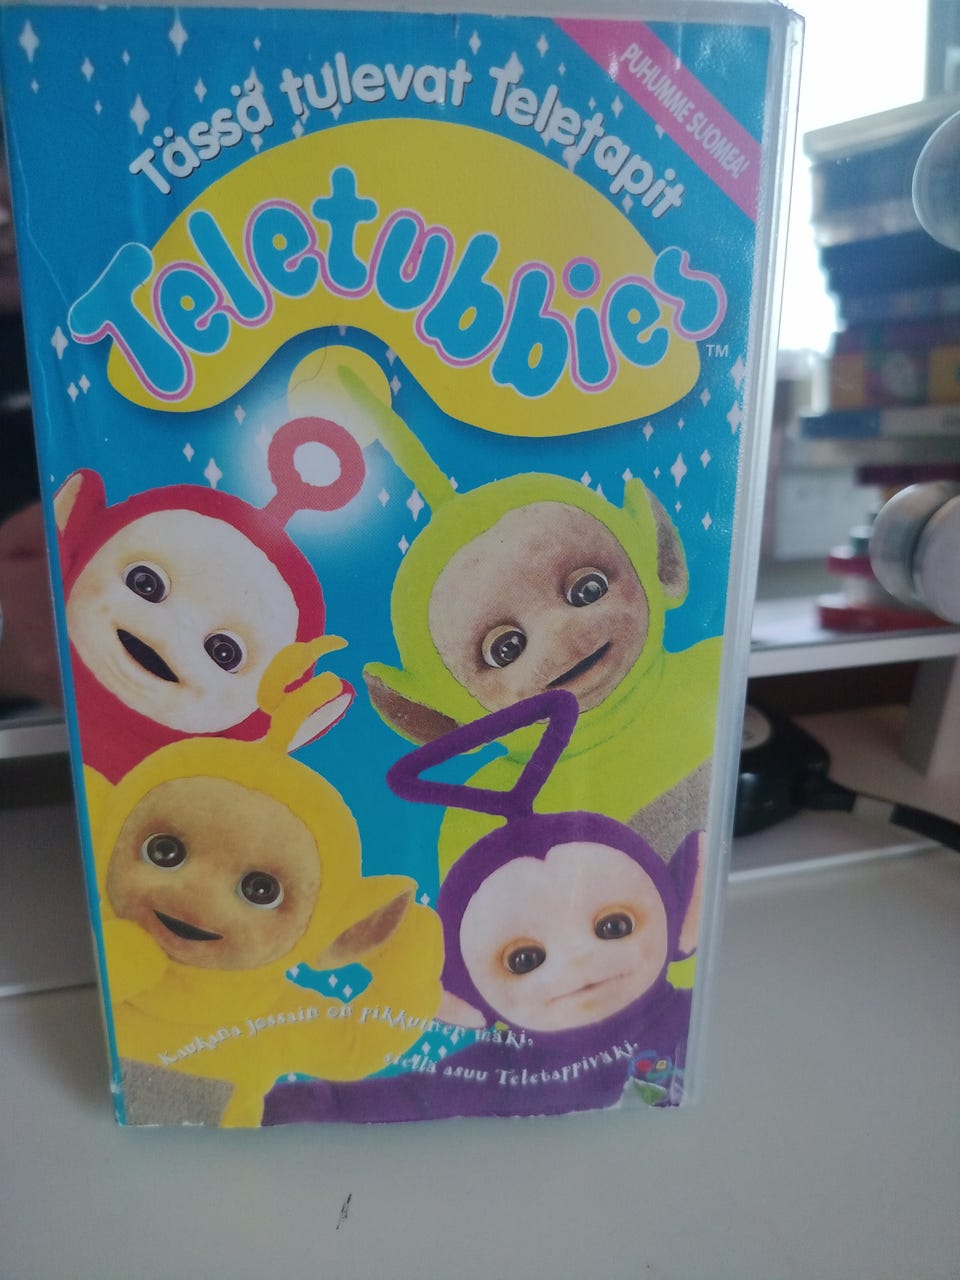 Tässä tulevat Teletapit
PUHUMME SUOMEA!
Teletubbies
TM
Kaukana jossain on pikkuinen mäki,
siellä asuu Teletappiväki.